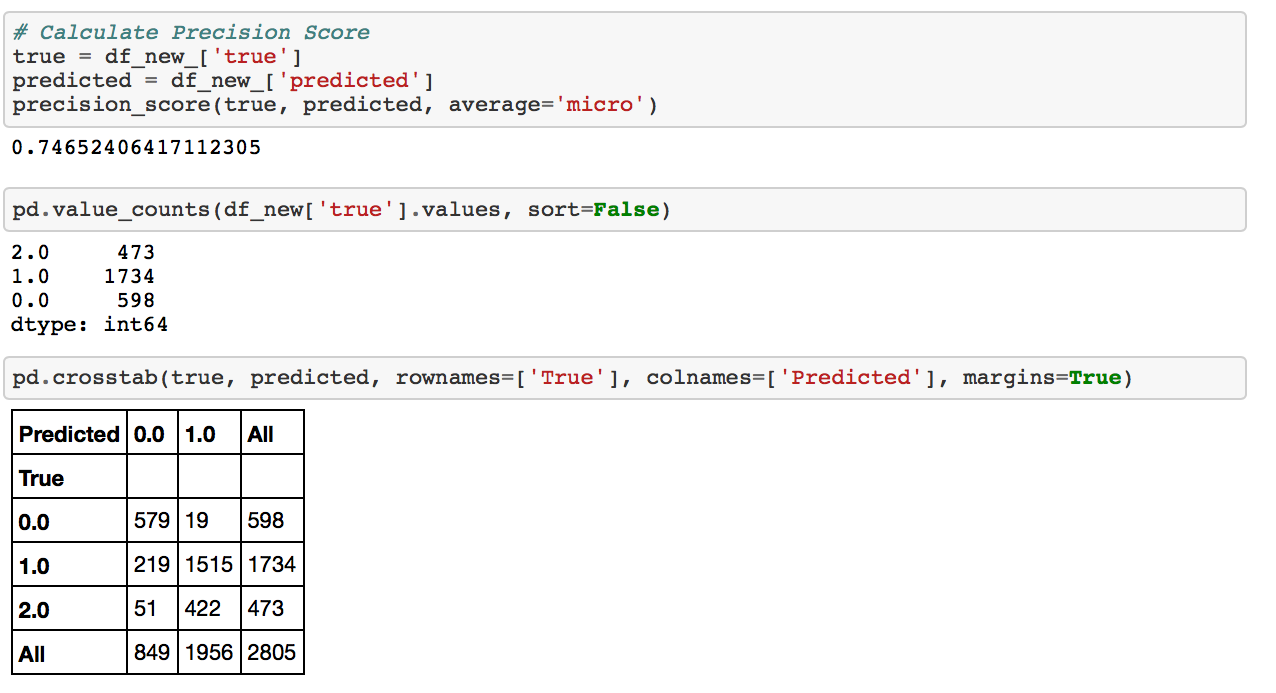 # Calculate Precision Score
true = df_new_['true']
predicted = df_new_['predicted']
precision_score(true, predicted, average='micro')
0.74652406417112305
pd.value_counts(df_new['true'].values, sort=False)
2.0 473
1.0 1734
0.0 598
dtype: int64
pd.crosstab(true, predicted, rownames=['True'], colnames=['Predicted'], margins=True)
Predicted 0.0 1.0 All
True
0.0 579 19 598
1.0 219 1515 1734
2.0 51 422 473
All 849 1956 2805